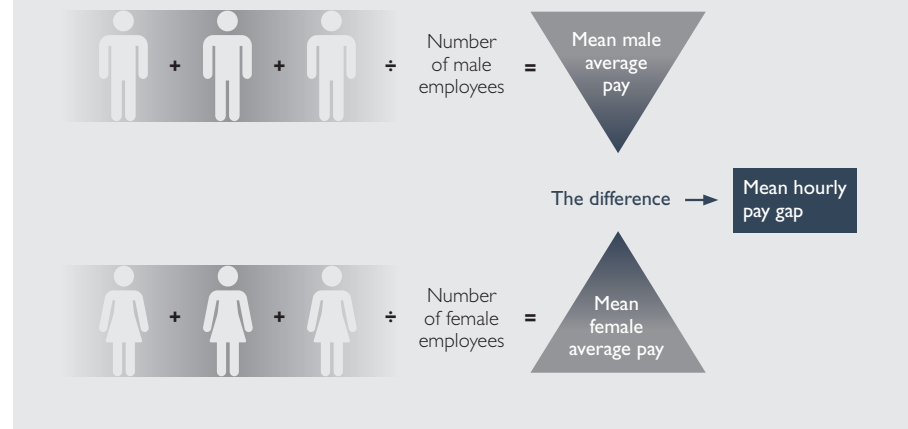 + + ÷ Number
of male
employees = Mean male
average
pay
The difference → Mean hourly
pay gap
+ + ÷ Number
of female
employees = Mean
female
average pay